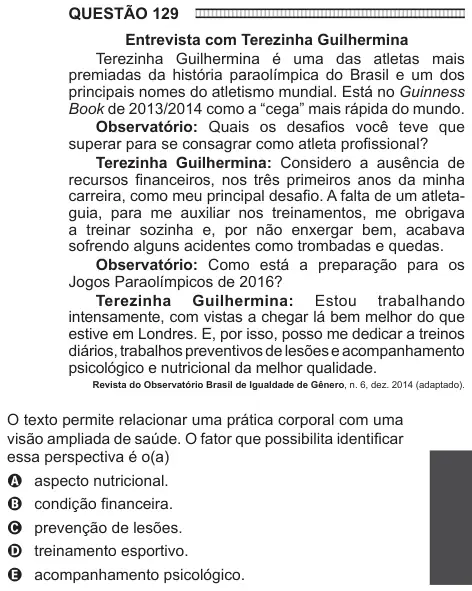 QUESTÃO 129
Entrevista com Terezinha Guilhermina
Terezinha Guilhermina é uma das atletas mais
premiadas da história paraolímpica do Brasil e um dos
principais nomes do atletismo mundial. Está no Guinness
Book de 2013/2014 como a “cega” mais rápida do mundo.
Observatório: Quais os desafios você teve que
superar para se consagrar como atleta profissional?
Terezinha Guilhermina: Considero a ausência de
recursos financeiros, nos três primeiros anos da minha
carreira, como meu principal desafio. A falta de um atleta-
guia, para me auxiliar nos treinamentos, me obrigava
a treinar sozinha e, por não enxergar bem, acabava
sofrendo alguns acidentes como trombadas e quedas.
Observatório: Como está a preparação para os
Jogos Paraolímpicos de 2016?
Terezinha Guilhermina: Estou trabalhando
intensamente, com vistas a chegar lá bem melhor do que
estive em Londres. E, por isso, posso me dedicar a treinos
diários, trabalhos preventivos de lesões e acompanhamento
psicológico e nutricional da melhor qualidade.
Revista do Observatório Brasil de Igualdade de Gênero, n. 6, dez. 2014 (adaptado).
O texto permite relacionar uma prática corporal com uma
visão ampliada de saúde. O fator que possibilita identificar
essa perspectiva é o(a)
A aspecto nutricional.
B condição financeira.
C prevenção de lesões.
D treinamento esportivo.
E acompanhamento psicológico.